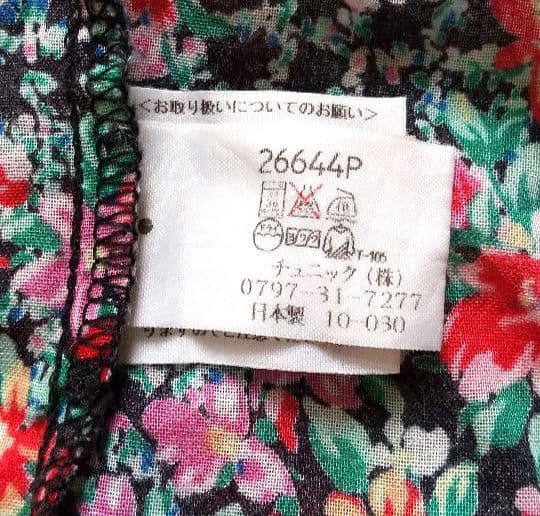 <お取り扱いについてのお願い>
26644P
T-105
チュニック(株)
0797-31-7277
日本製 10-030